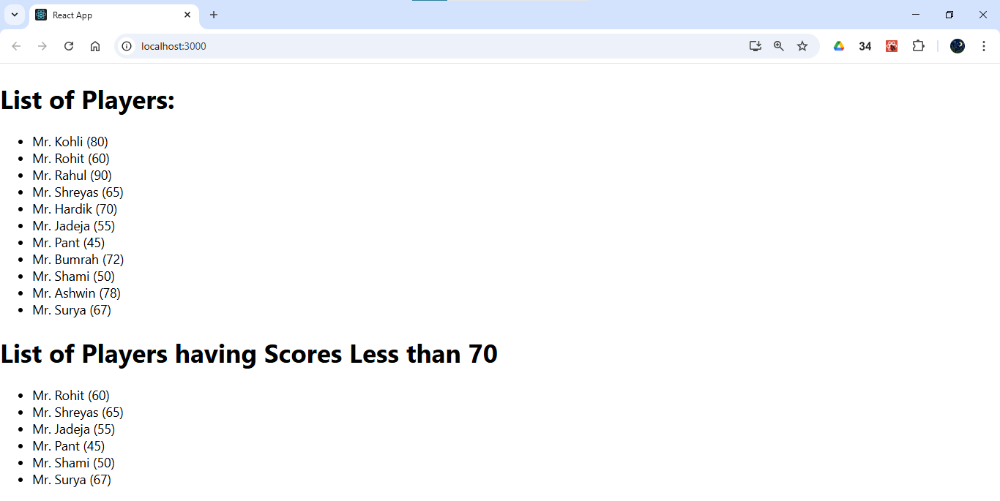 React App
localhost:3000
34
List of Players:
Mr. Kohli (80)
Mr. Rohit (60)
Mr. Rahul (90)
Mr. Shreyas (65)
Mr. Hardik (70)
Mr. Jadeja (55)
Mr. Pant (45)
Mr. Bumrah (72)
Mr. Shami (50)
Mr. Ashwin (78)
Mr. Surya (67)
List of Players having Scores Less than 70
Mr. Rohit (60)
Mr. Shreyas (65)
Mr. Jadeja (55)
Mr. Pant (45)
Mr. Shami (50)
Mr. Surya (67)